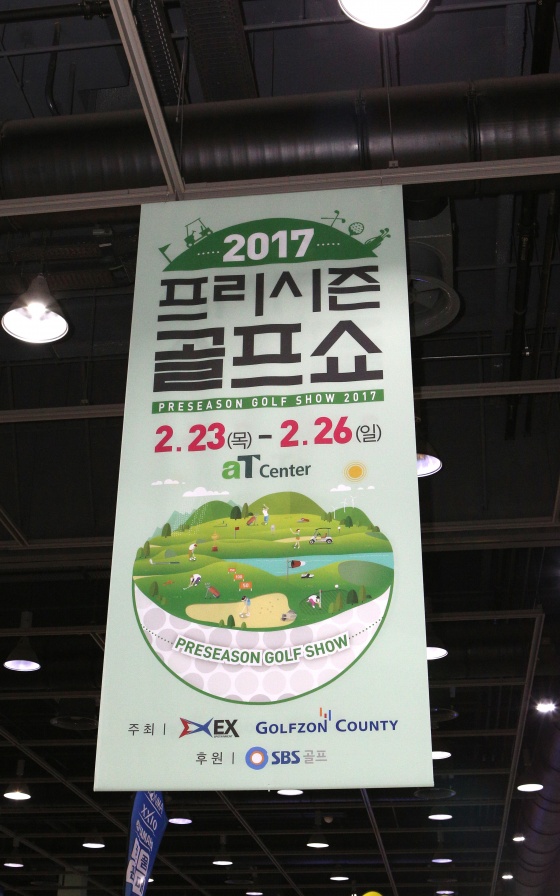 2017
프리시즌
골프쇼
PRESEASON GOLF SHOW 2017
2.23(목) - 2.26(일)
aT Center
PRESEASON GOLF SHOW
주최 | EX GOLFZON COUNTY
후원 | SBS 골프
XXIO